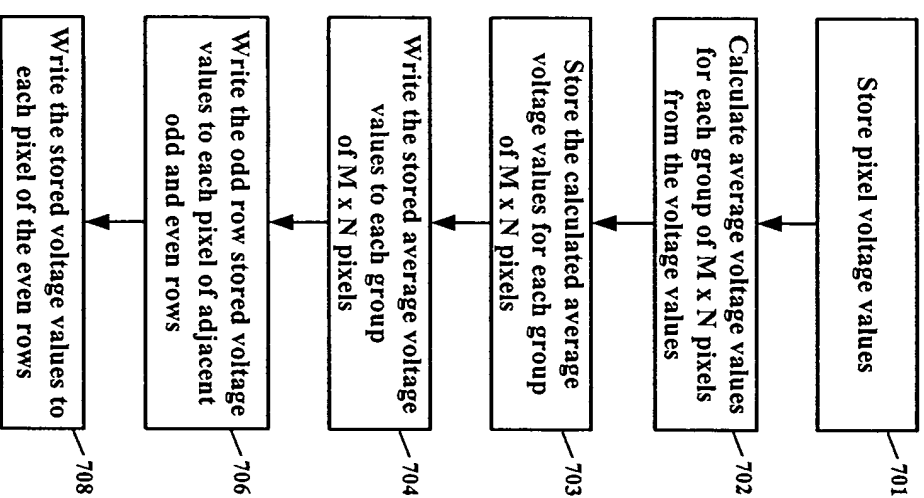 Store pixel voltage values
701
Calculate average voltage values
for each group of M x N pixels
from the voltage values
702
Store the calculated average
voltage values for each group
of M x N pixels
703
Write the stored average voltage
values to each group
of M x N pixels
704
Write the odd row stored voltage
values to each pixel of adjacent
odd and even rows
706
Write the stored voltage values to
each pixel of the even rows
708